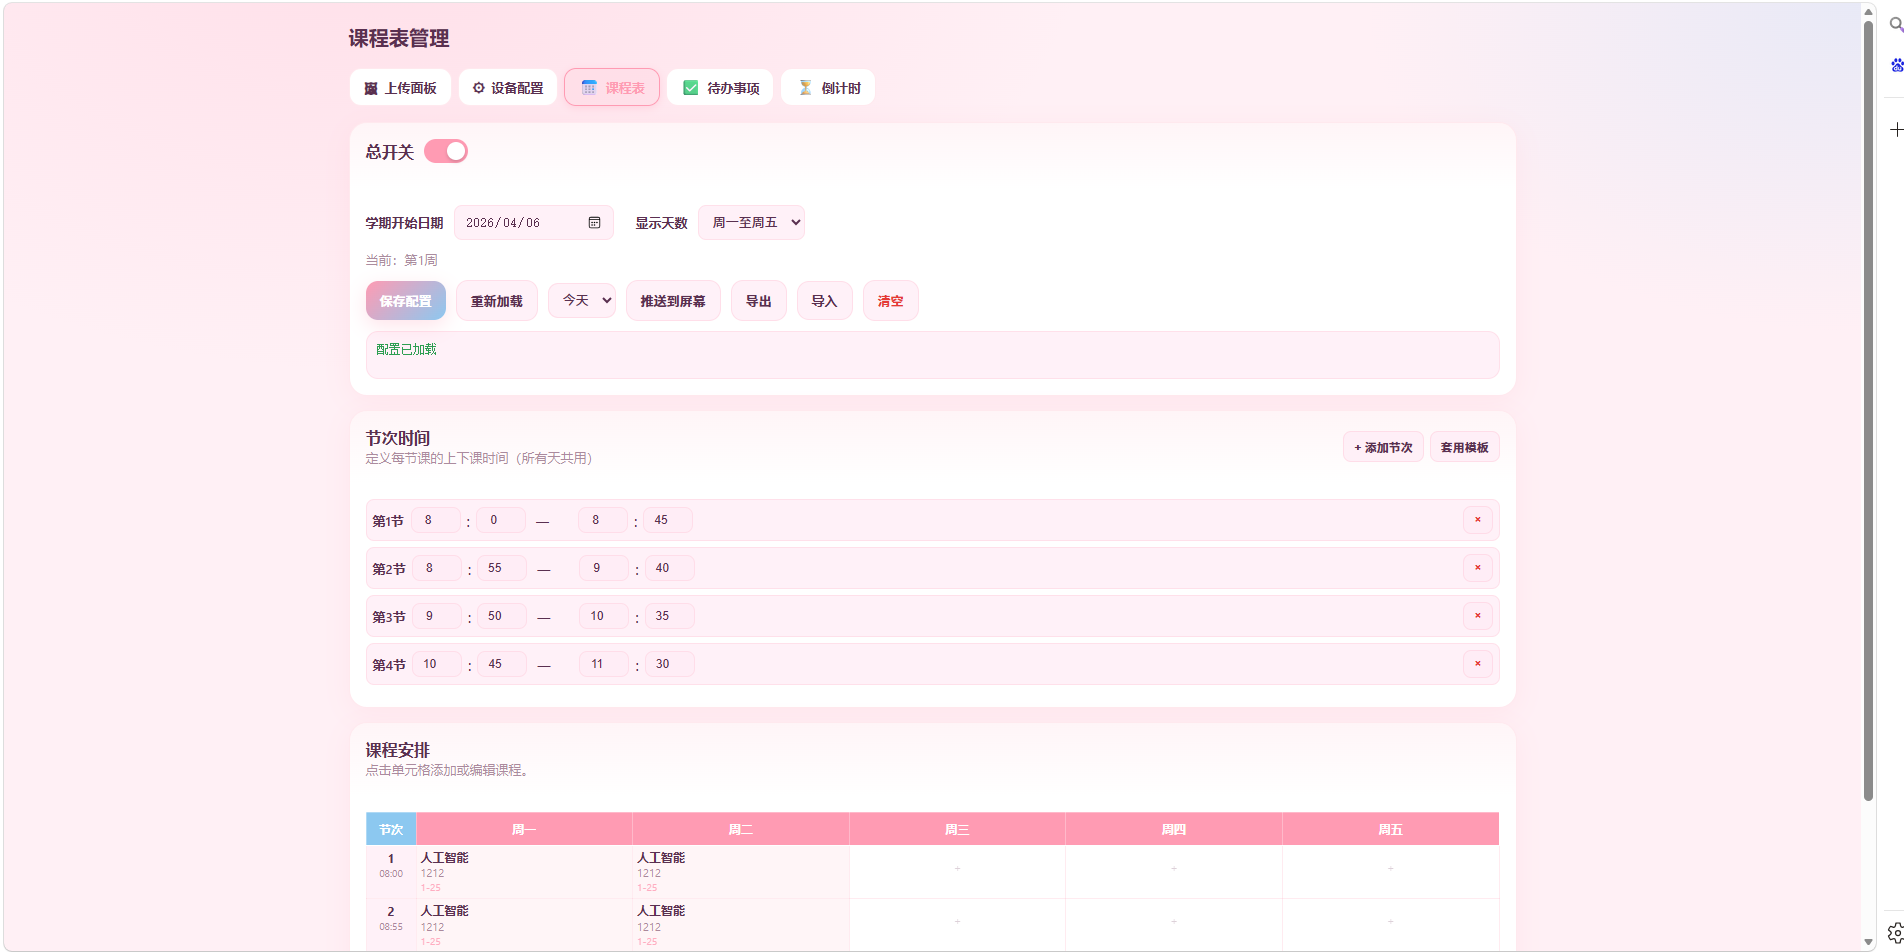 课程表管理
上传面板 设备配置 课程表 待办事项 倒计时
总开关
学期开始日期 2026/04/06 显示天数 周一至周五
当前：第1周
保存配置 重新加载 今天 推送到屏幕 导出 导入 清空
配置已加载
节次时间
定义每节课的上下课时间（所有天共用）
+ 添加节次 套用模板
第1节 8 : 0 — 8 : 45 ×
第2节 8 : 55 — 9 : 40 ×
第3节 9 : 50 — 10 : 35 ×
第4节 10 : 45 — 11 : 30 ×
课程安排
点击单元格添加或编辑课程。
节次 周一 周二 周三 周四 周五
1 人工智能 人工智能 + + +
08:00 1212 1212
1-25 1-25
2 人工智能 人工智能 + + +
08:55 1212 1212
1-25 1-25